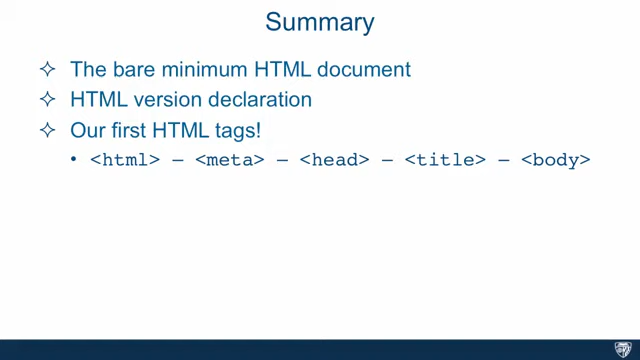 Summary
The bare minimum HTML document
HTML version declaration
Our first HTML tags!
• <html> – <meta> – <head> – <title> – <body>